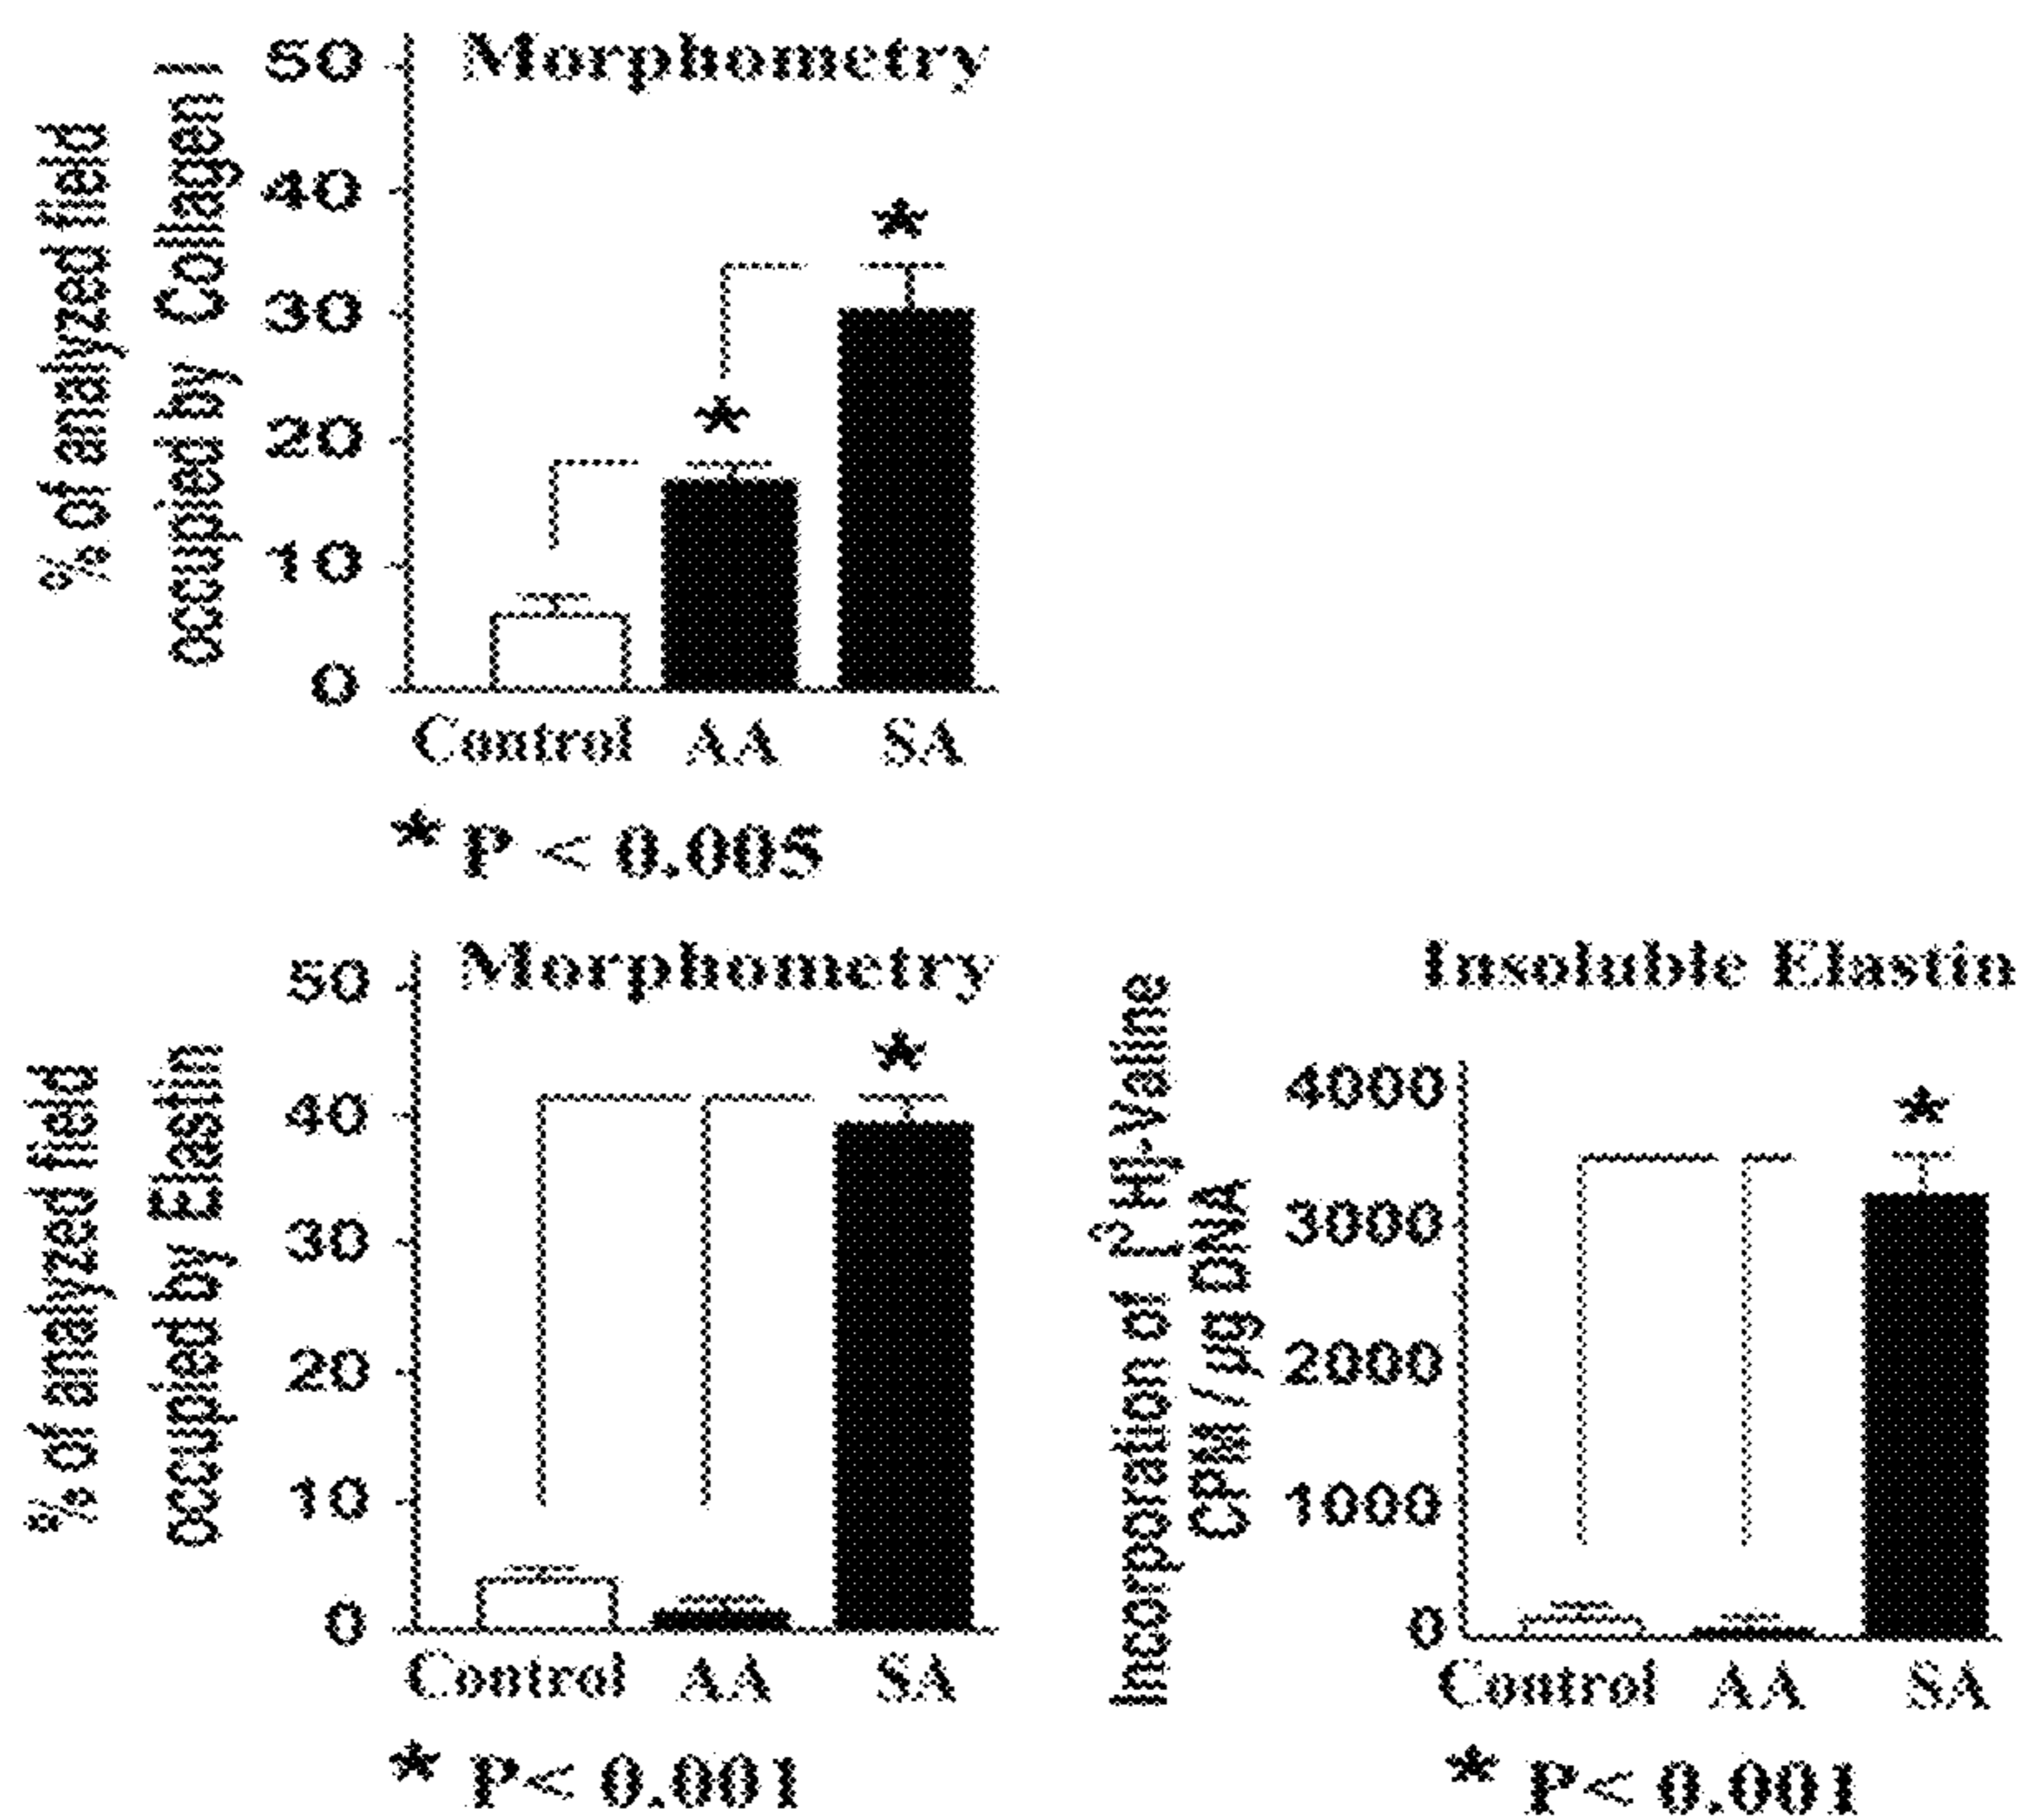 Morphometry
% of analyzed field
occupied by Collagen I
50
40
30
20
10
0
*
*
Control AA SA
* P < 0.005
Morphometry
% of analyzed field
occupied by Elastin
50
40
30
20
10
0
*
Control AA SA
* P< 0.001
Insoluble Elastin
Incorporation of [³H]-Valine
CPM / µg DNA
4000
3000
2000
1000
0
*
Control AA SA
* P< 0.001